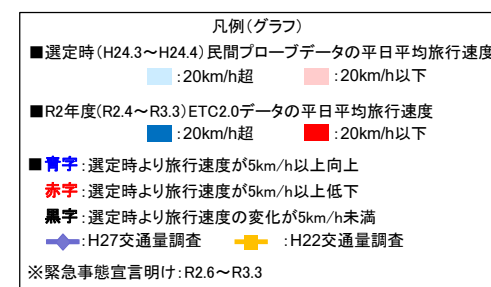 凡例(グラフ)
■選定時(H24.3～H24.4)民間プローブデータの平日平均旅行速度
:20km/h超 :20km/h以下
■R2年度(R2.4～R3.3)ETC2.0データの平日平均旅行速度
:20km/h超 :20km/h以下
■青字:選定時より旅行速度が5km/h以上向上
赤字:選定時より旅行速度が5km/h以上低下
黒字:選定時より旅行速度の変化が5km/h未満
:H27交通量調査 :H22交通量調査
※緊急事態宣言明け:R2.6～R3.3